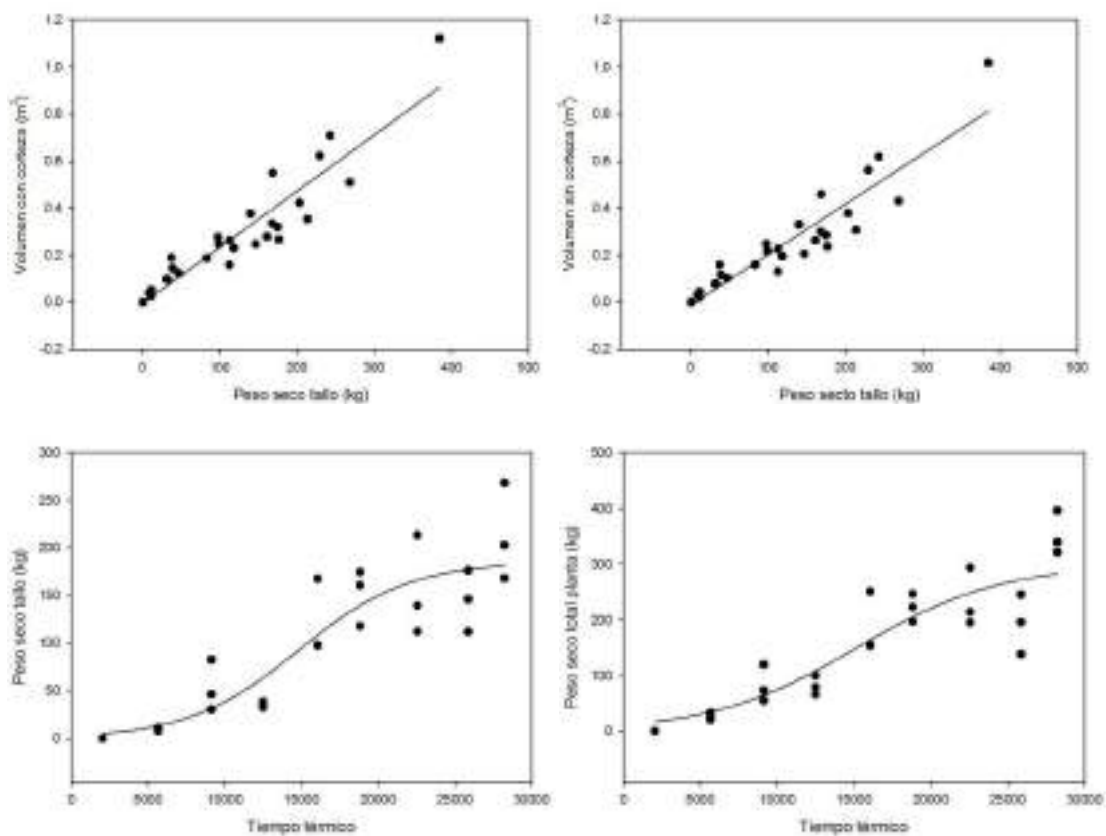 1.2
1.0
0.8
0.6
0.4
0.2
0.0
-0.2
Volumen con corteza (m³)
0 100 200 300 400 500
Peso seco tallo (kg)
1.2
1.0
0.8
0.6
0.4
0.2
0.0
-0.2
Volumen sin corteza (m³)
0 100 200 300 400 500
Peso secto tallo (kg)
300
250
200
150
100
50
0
Peso seco tallo (kg)
0 5000 10000 15000 20000 25000 30000
Tiempo térmico
500
400
300
200
100
0
Peso seco total planta (kg)
0 5000 10000 15000 20000 25000 30000
Tiempo térmico